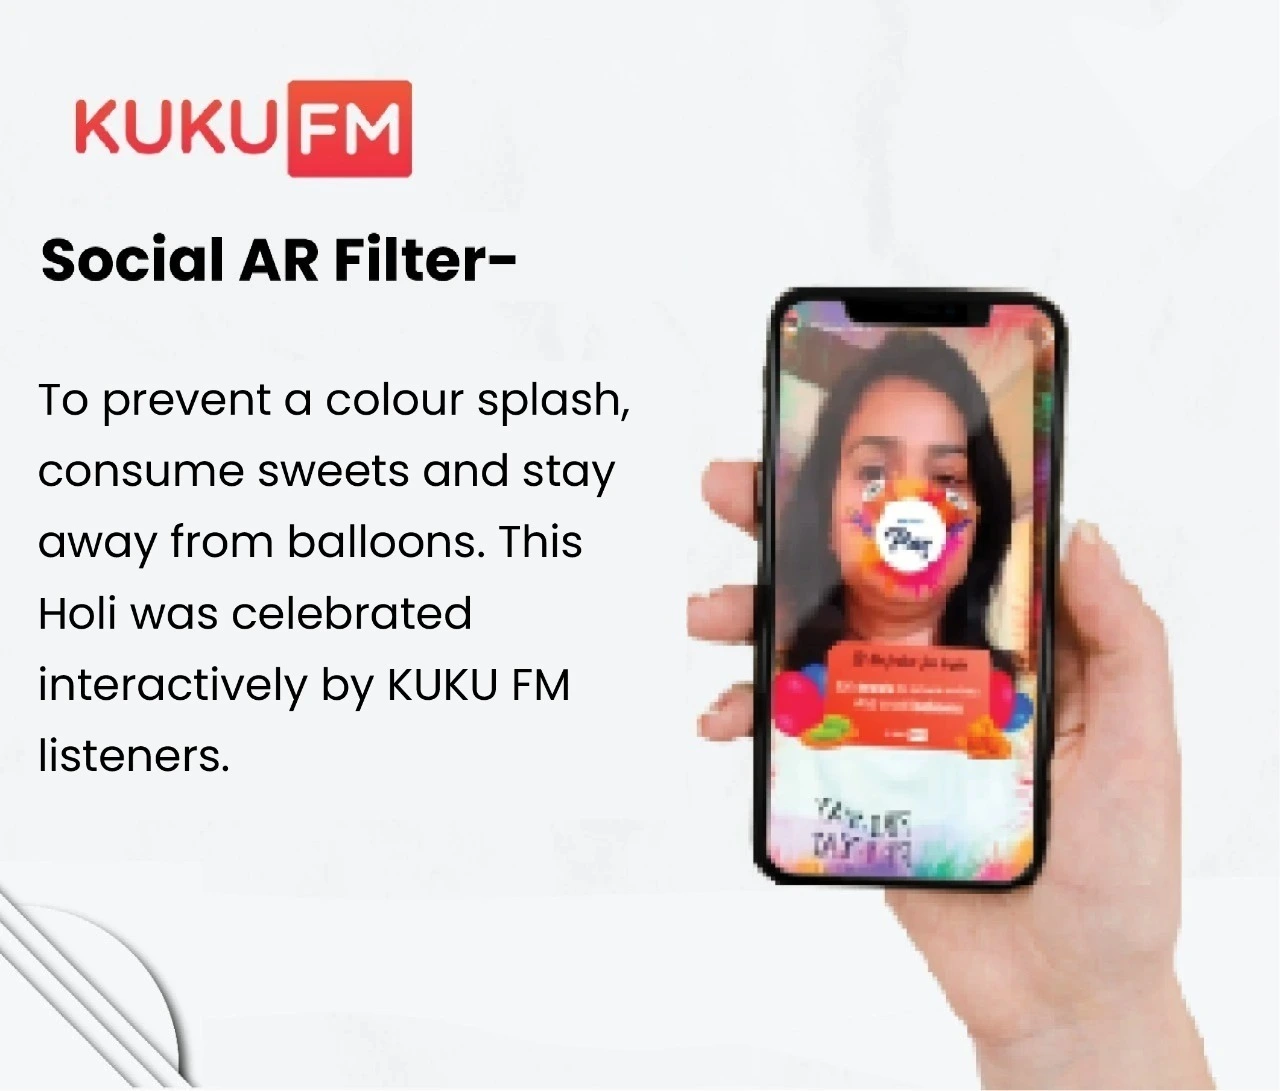 KUKU FM
Social AR Filter-
To prevent a colour splash,
consume sweets and stay
away from balloons. This
Holi was celebrated
interactively by KUKU FM
listeners.
Play